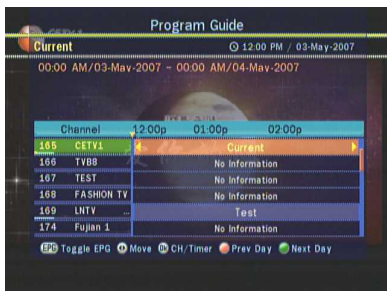 Program Guide
Current 12:00 PM / 03-May-2007
00:00 AM/03-May-2007 ~ 00:00 AM/04-May-2007
Channel 12:00p 01:00p 02:00p
165 CETV1 Current
166 TVB8 No Information
167 TEST No Information
168 FASHION TV No Information
169 LNTV ... Test
174 Fujian 1 No Information
EPG Toggle EPG Move Ok CH/Timer Prev Day Next Day